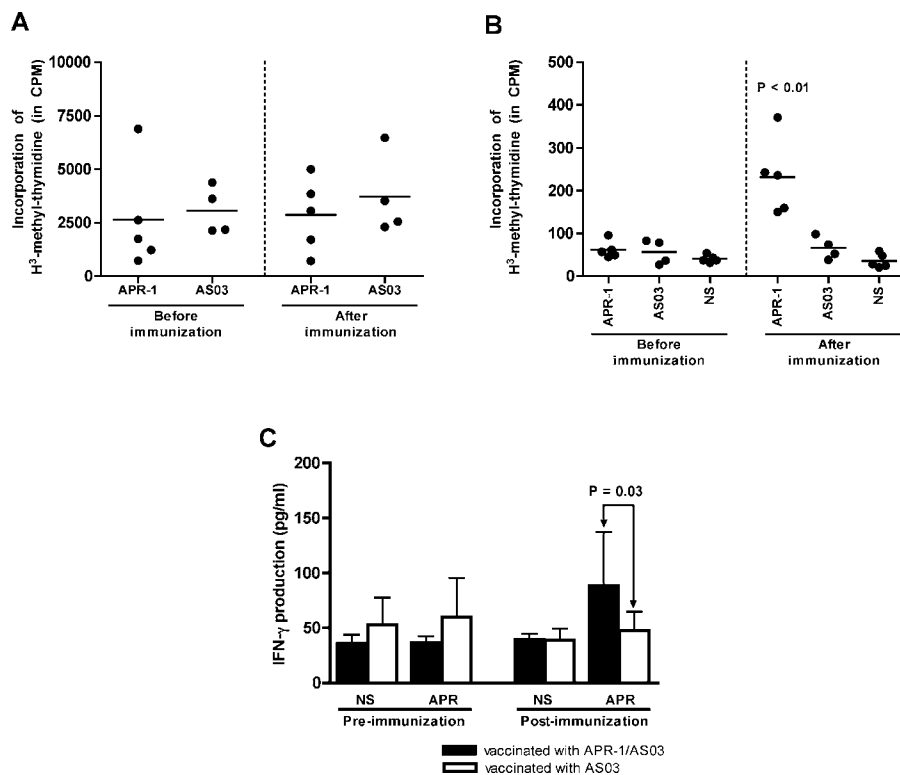 A
Incorporation of
H³-methyl-thymidine (in CPM)
10000
7500
5000
2500
0
APR-1
AS03
APR-1
AS03
Before
immunization
After
immunization
B
Incorporation of
H³-methyl-thymidine (in CPM)
500
400
300
200
100
0
P < 0.01
APR-1
AS03
NS
APR-1
AS03
NS
Before
immunization
After
immunization
C
IFN-γ production (pg/ml)
200
150
100
50
0
P = 0.03
NS
APR
NS
APR
Pre-immunization
Post-immunization
vaccinated with APR-1/AS03
vaccinated with AS03